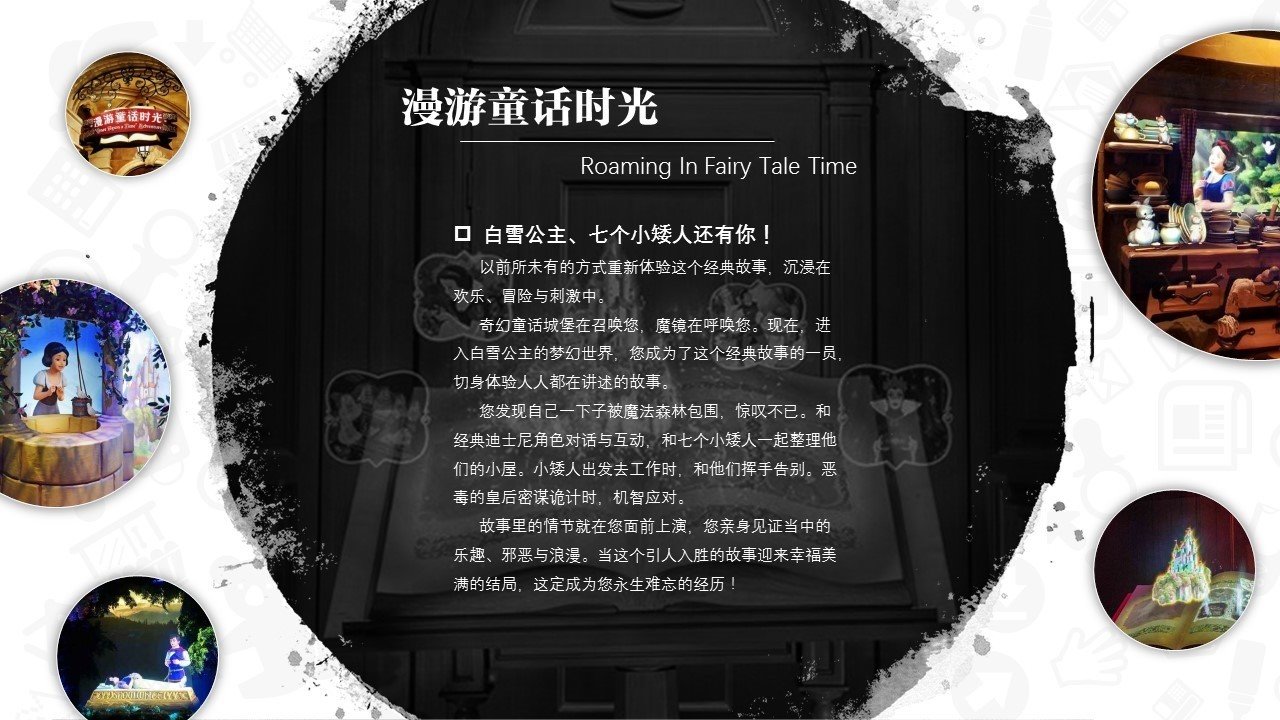 漫游童话时光
Roaming In Fairy Tale Time
漫游童话时光
"Once Upon a Time" Adventure
白雪公主、七个小矮人还有你！
以前所未有的方式重新体验这个经典故事，沉浸在
欢乐、冒险与刺激中。
奇幻童话城堡在召唤您，魔镜在呼唤您。现在，进
入白雪公主的梦幻世界，您成为了这个经典故事的一员，
切身体验人人都在讲述的故事。
您发现自己一下子被魔法森林包围，惊叹不已。和
经典迪士尼角色对话与互动，和七个小矮人一起整理他
们的小屋。小矮人出发去工作时，和他们挥手告别。恶
毒的皇后密谋诡计时，机智应对。
故事里的情节就在您面前上演，您亲身见证当中的
乐趣、邪恶与浪漫。当这个引人入胜的故事迎来幸福美
满的结局，这定成为您永生难忘的经历！